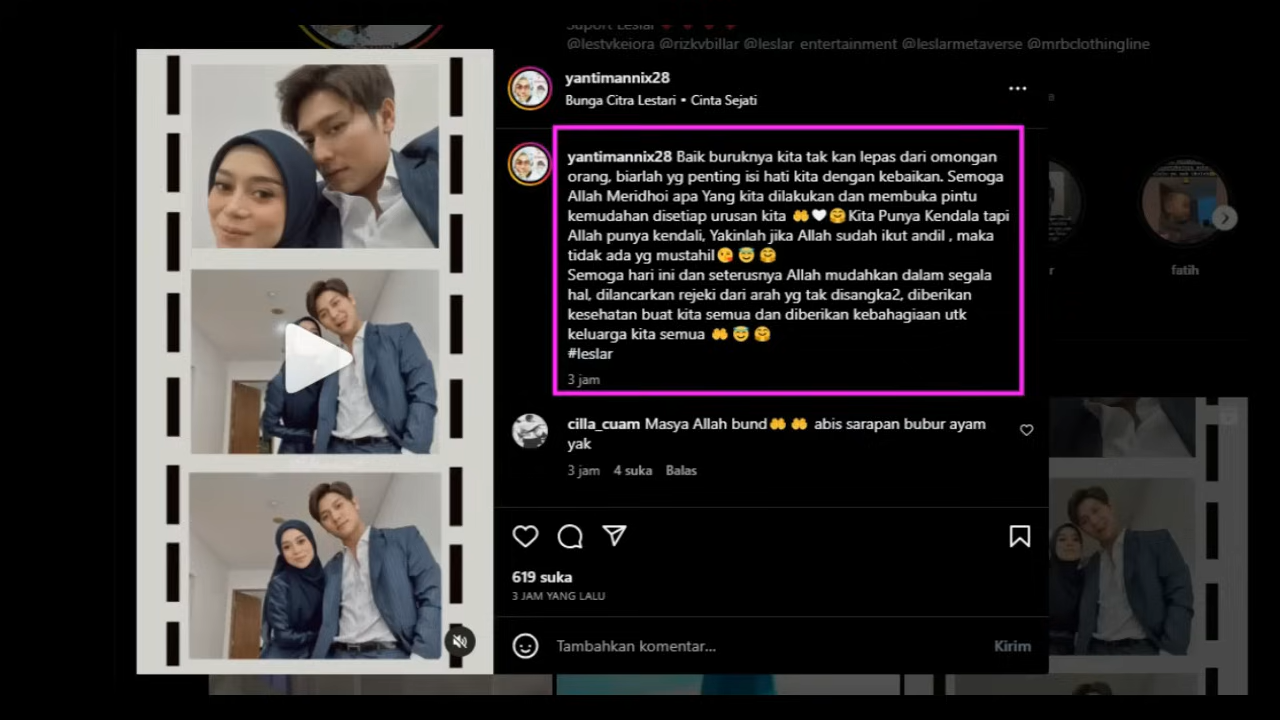 Suport Leslar
@lestykeiora @rizkybillar @leslar_entertainment @leslarmetaverse @mrbclothingline
yantimannix28
Bunga Citra Lestari • Cinta Sejati
yantimannix28 Baik buruknya kita tak kan lepas dari omongan
orang, biarlah yg penting isi hati kita dengan kebaikan. Semoga
Allah Meridhoi apa Yang kita dilakukan dan membuka pintu
kemudahan disetiap urusan kita 🤲🤍🤗Kita Punya Kendala tapi
Allah punya kendali, Yakinlah jika Allah sudah ikut andil , maka
tidak ada yg mustahil😘 😇 🤗
Semoga hari ini dan seterusnya Allah mudahkan dalam segala
hal, dilancarkan rejeki dari arah yg tak disangka2, diberikan
kesehatan buat kita semua dan diberikan kebahagiaan utk
keluarga kita semua 🤲 😇 🤗
#leslar
3 jam
cilla_cuam Masya Allah bund🤲 🤲 abis sarapan bubur ayam
yak
3 jam 4 suka Balas
619 suka
3 JAM YANG LALU
Tambahkan komentar...
Kirim
fatih